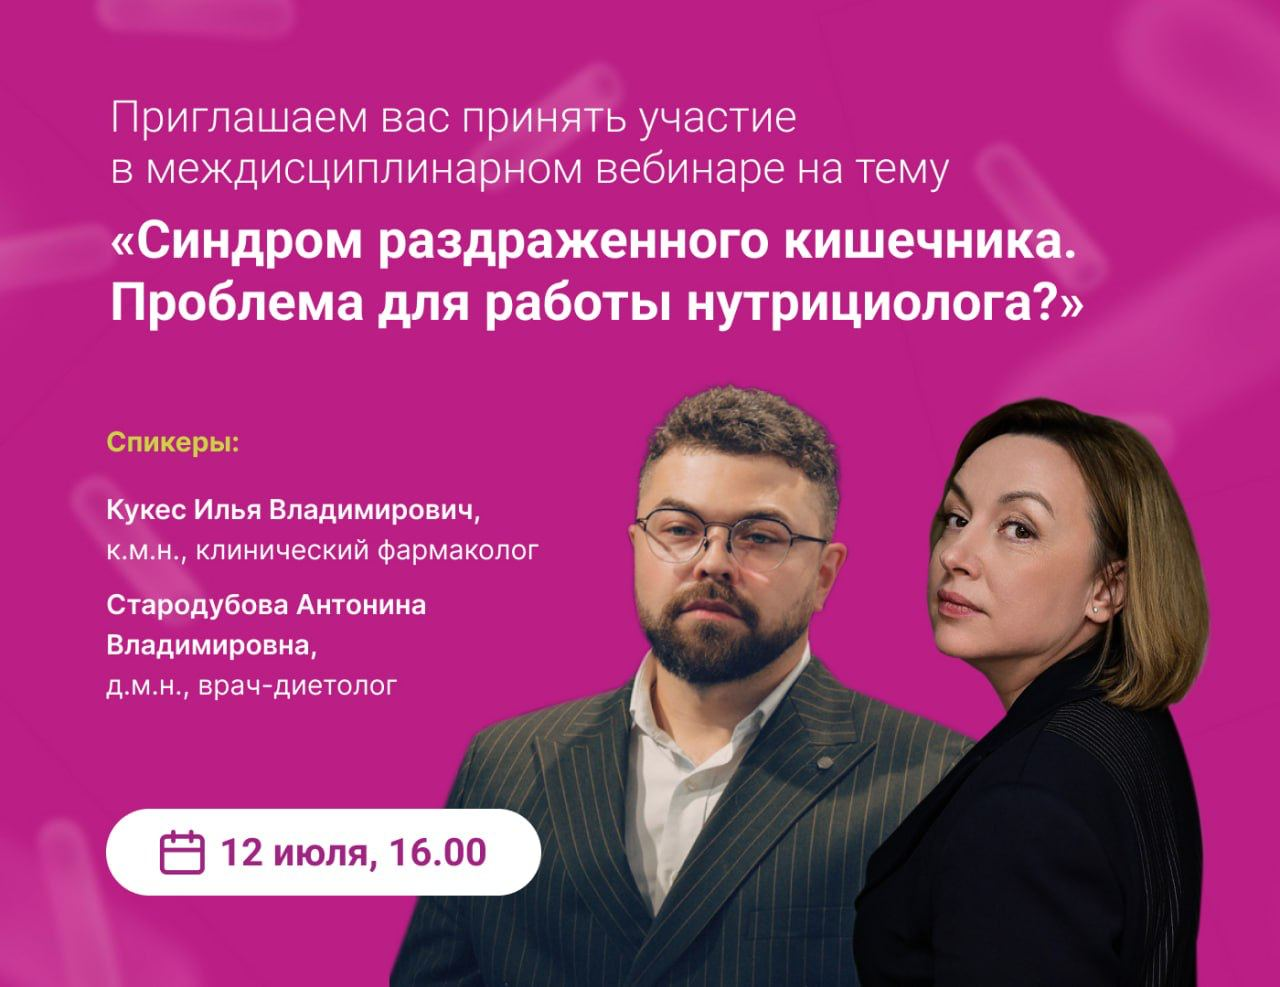 Приглашаем вас принять участие
в междисциплинарном вебинаре на тему
«Синдром раздраженного кишечника.
Проблема для работы нутрициолога?»
Спикеры:
Кукес Илья Владимирович,
к.м.н., клинический фармаколог
Стародубова Антонина
Владимировна,
д.м.н., врач-диетолог
12 июля, 16.00